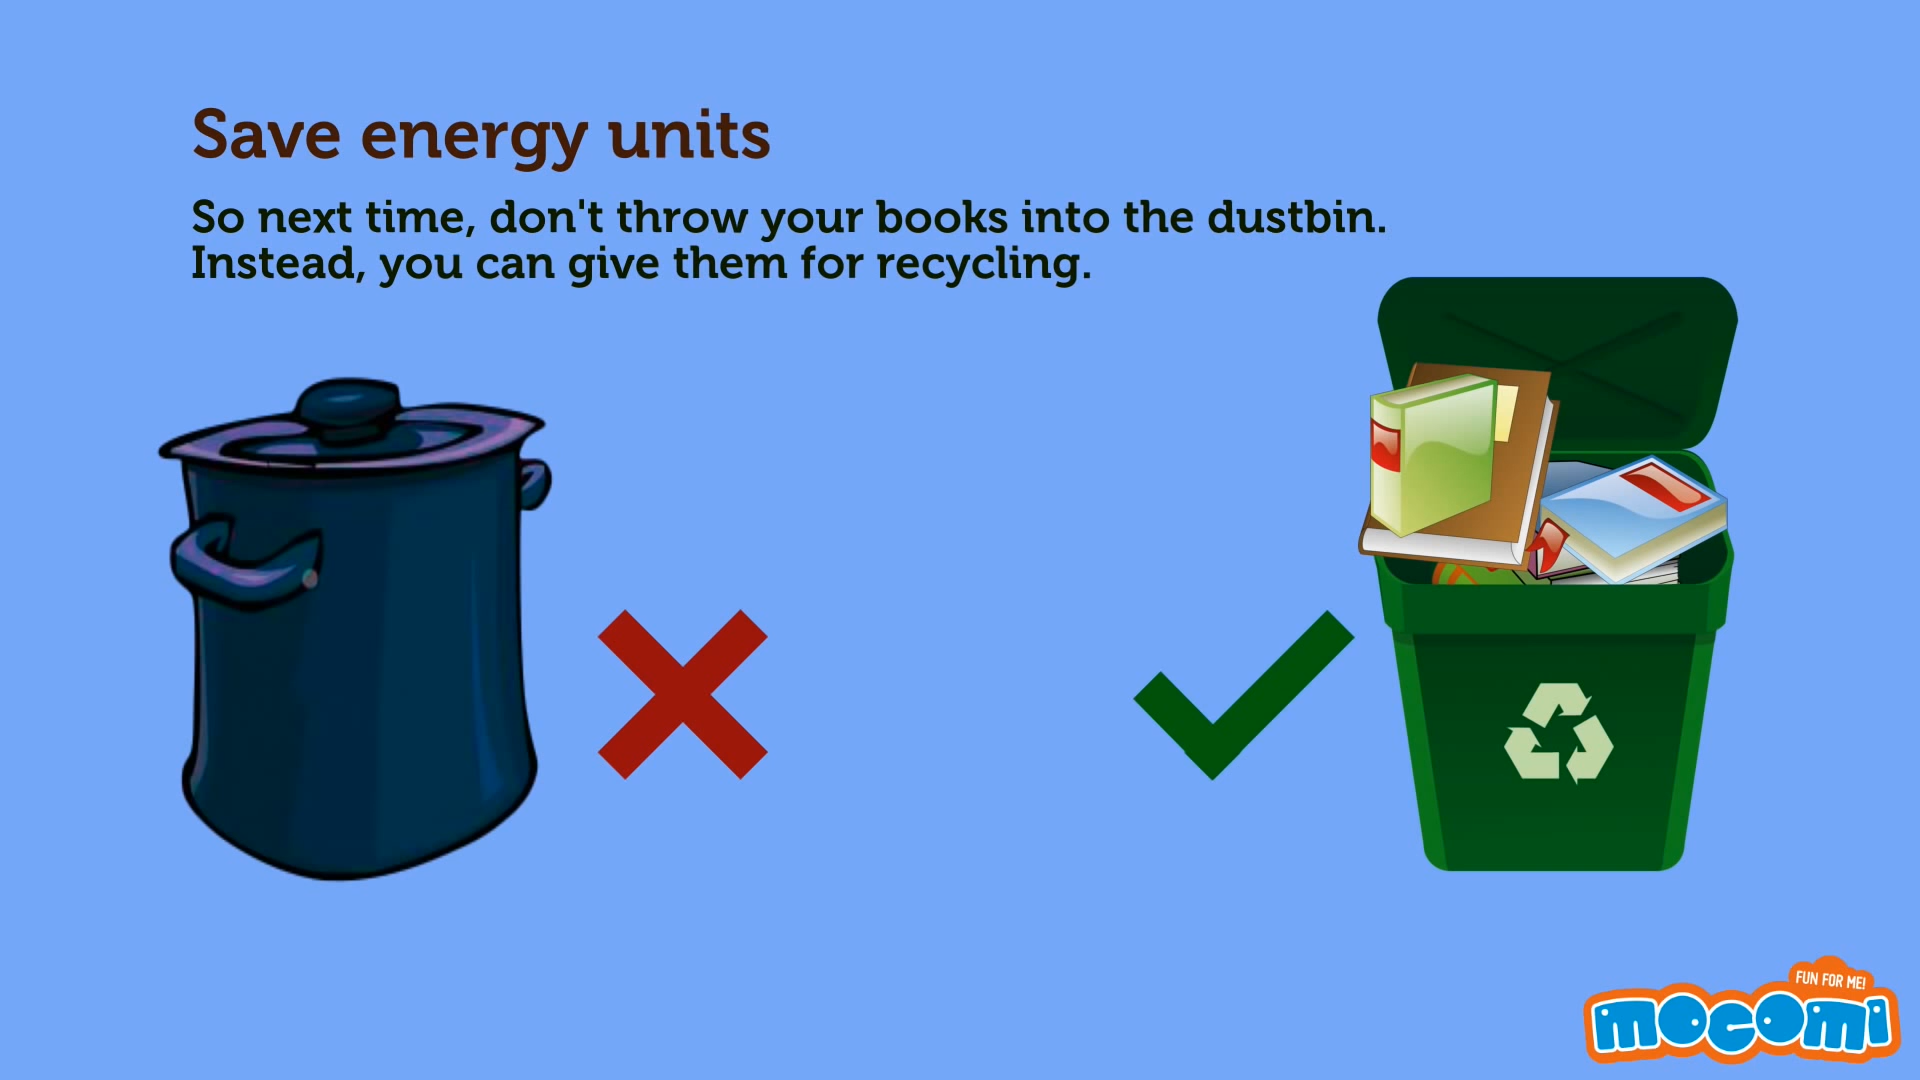 Save energy units
So next time, don't throw your books into the dustbin.
Instead, you can give them for recycling.
FUN FOR ME!
mocomi